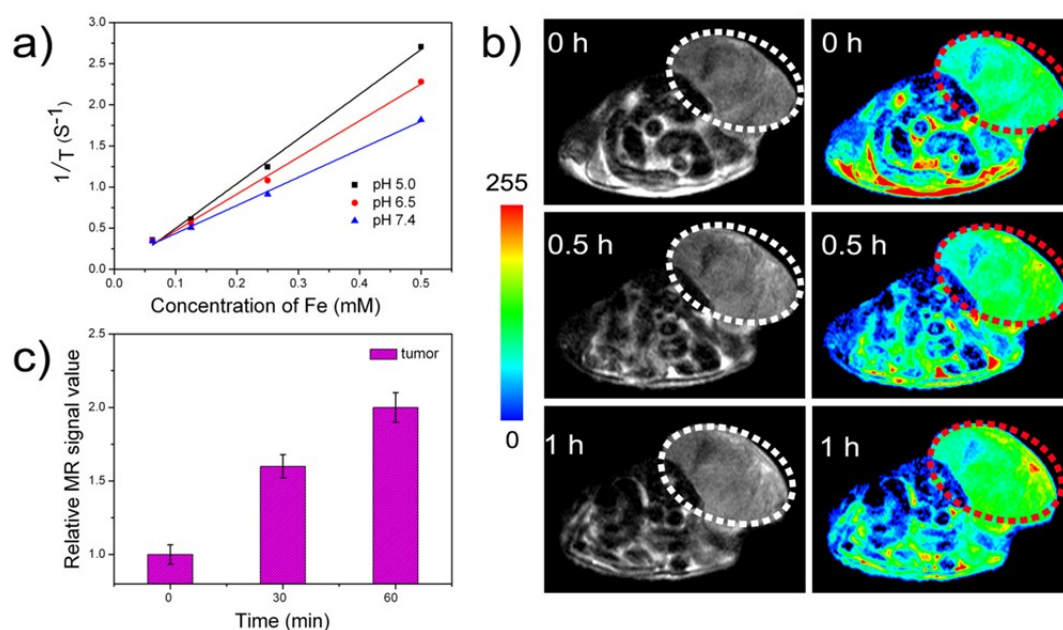 a)
1/T (S⁻¹)
3.0
2.5
2.0
1.5
1.0
0.5
0.0
pH 5.0
pH 6.5
pH 7.4
0.0 0.1 0.2 0.3 0.4 0.5
Concentration of Fe (mM)
b)
0 h
0 h
255
0
0.5 h
0.5 h
1 h
1 h
c)
Relative MR signal value
2.5
2.0
1.5
1.0
tumor
0 30 60
Time (min)